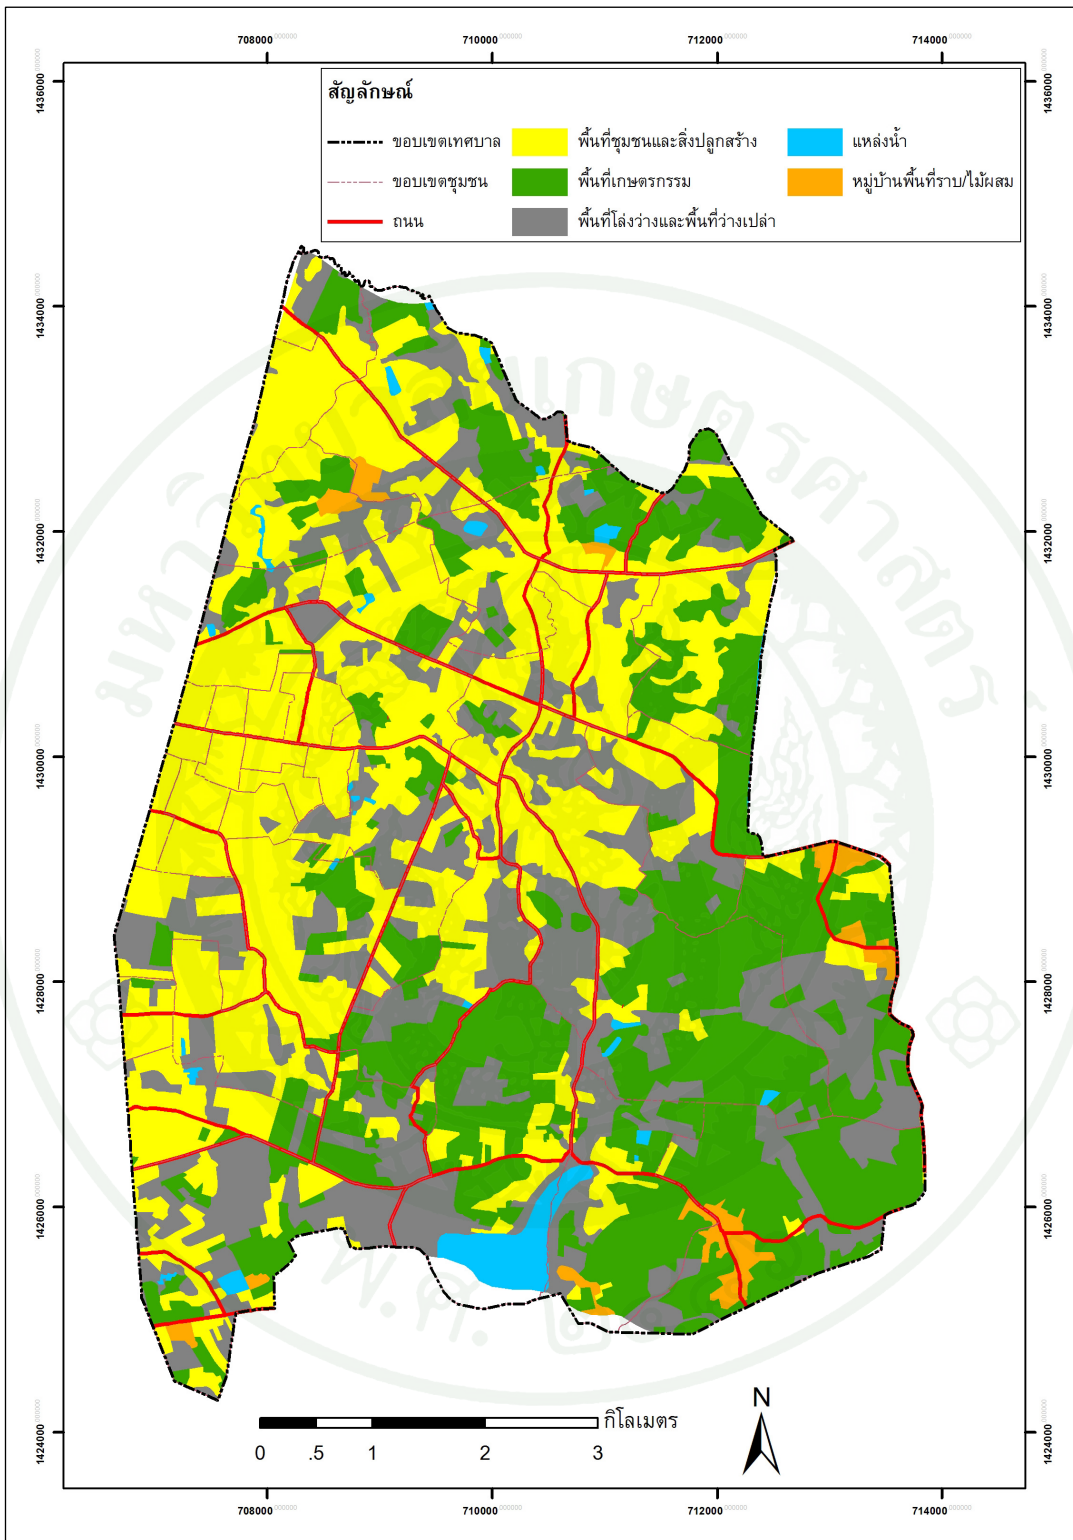 708000 710000 712000 714000
1436000 1436000
สัญลักษณ์
ขอบเขตเทศบาล พื้นที่ชุมชนและสิ่งปลูกสร้าง แหล่งน้ำ
ขอบเขตชุมชน พื้นที่เกษตรกรรม หมู่บ้านพื้นที่ราบ/ไม้ผสม
ถนน พื้นที่โล่งว่างและพื้นที่ว่างเปล่า
1434000 1434000
1432000 1432000
1430000 1430000
1428000 1428000
1426000 1426000
1424000 1424000
N
กิโลเมตร
0 .5 1 2 3
708000 710000 712000 714000